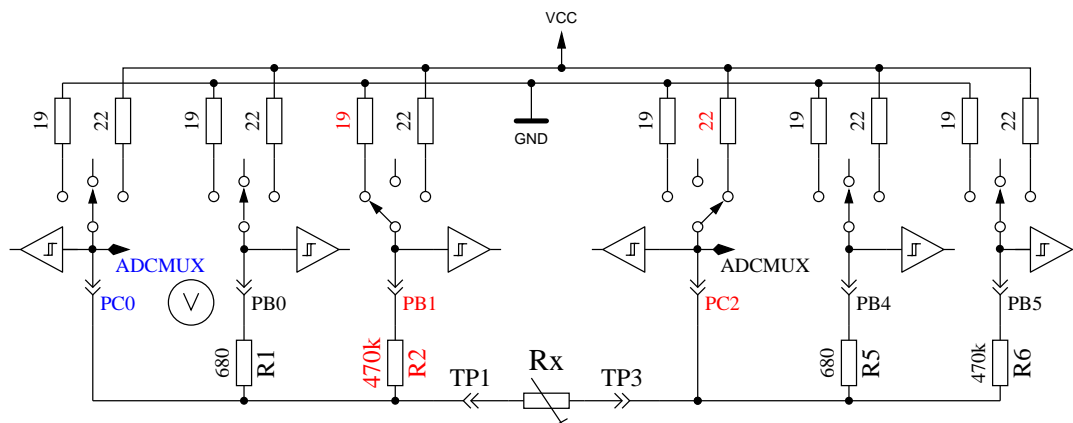 VCC
19
22
19
22
19
22
GND
19
22
19
22
19
22
ADCMUX
ADCMUX
PC0
V
PB0
PB1
PC2
PB4
PB5
680
R1
470k
R2
TP1
Rx
TP3
680
R5
470k
R6